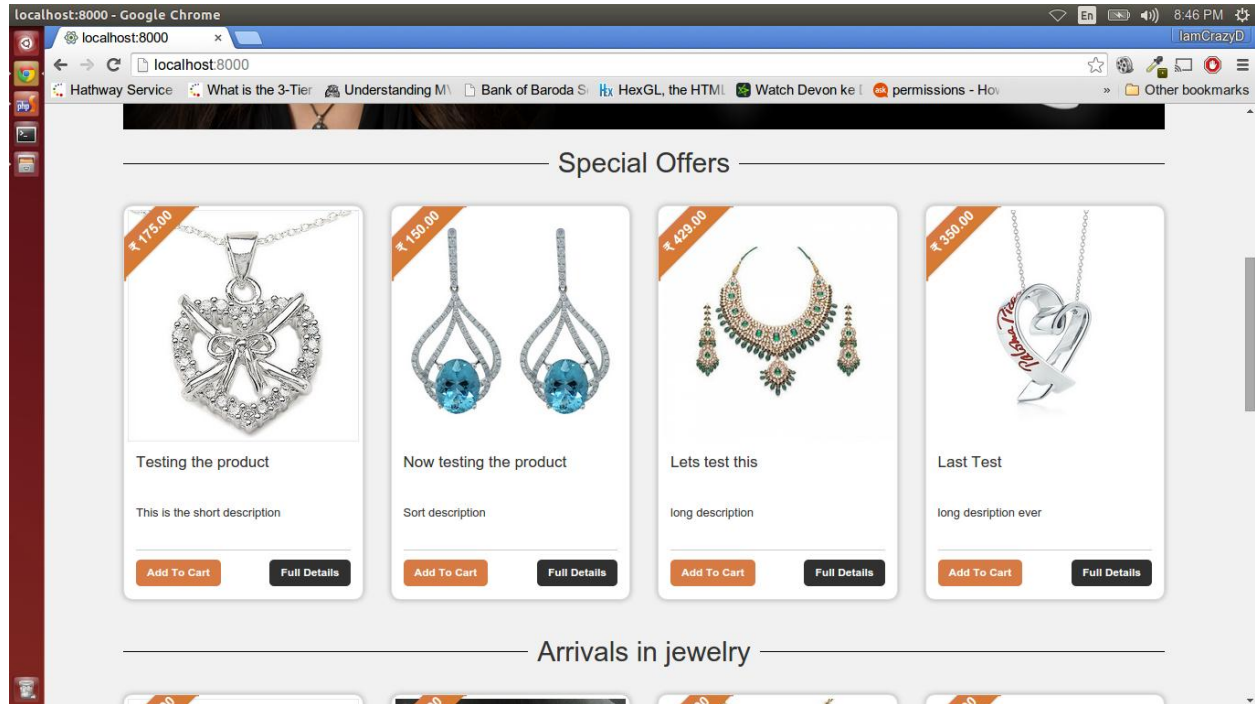 localhost:8000 - Google Chrome
En
8:46 PM
localhost:8000
IamCrazyD
localhost:8000
Hathway Service
What is the 3-Tier
Understanding M
Bank of Baroda S
HexGL, the HTML
Watch Devon ke
ask permissions - How
» Other bookmarks
php
Special Offers
₹ 175.00
₹ 150.00
₹ 429.00
₹ 350.00
Paloma
Testing the product
Now testing the product
Lets test this
Last Test
This is the short description
Sort description
long description
long desription ever
Add To Cart
Full Details
Add To Cart
Full Details
Add To Cart
Full Details
Add To Cart
Full Details
Arrivals in jewelry